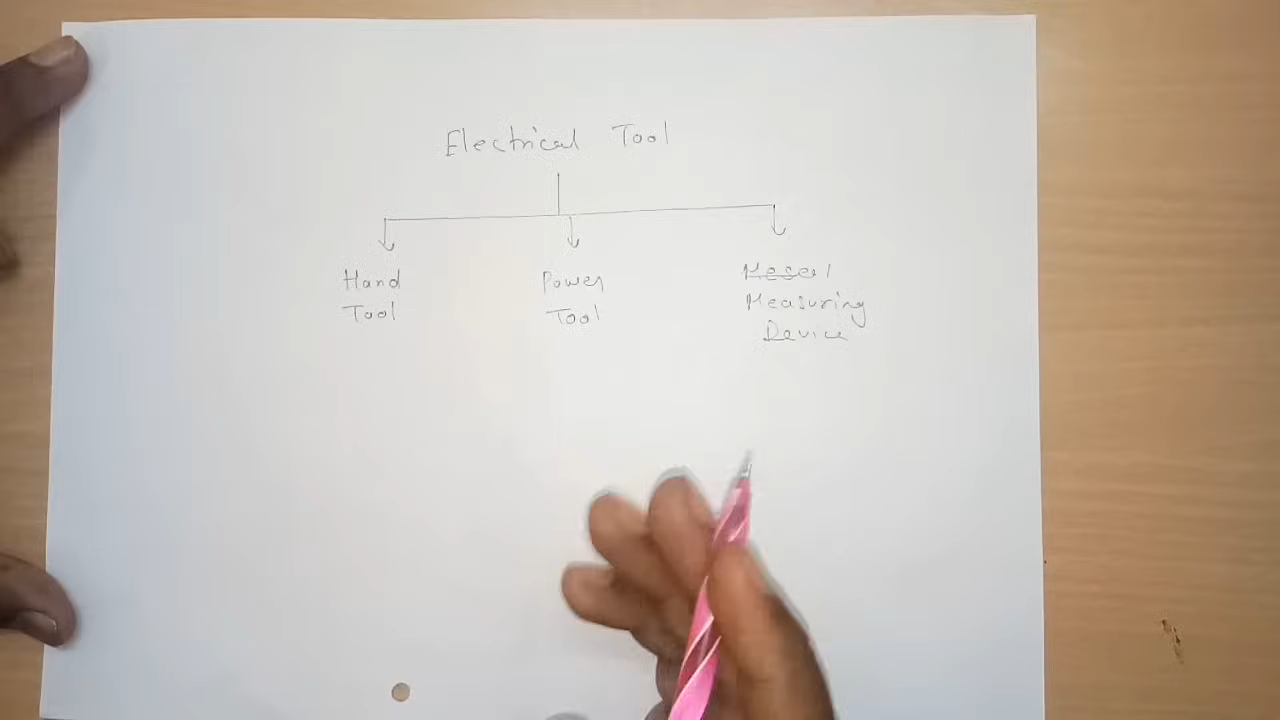 Electrical Tool
Hand
Tool
Power
Tool
Measuring
Device